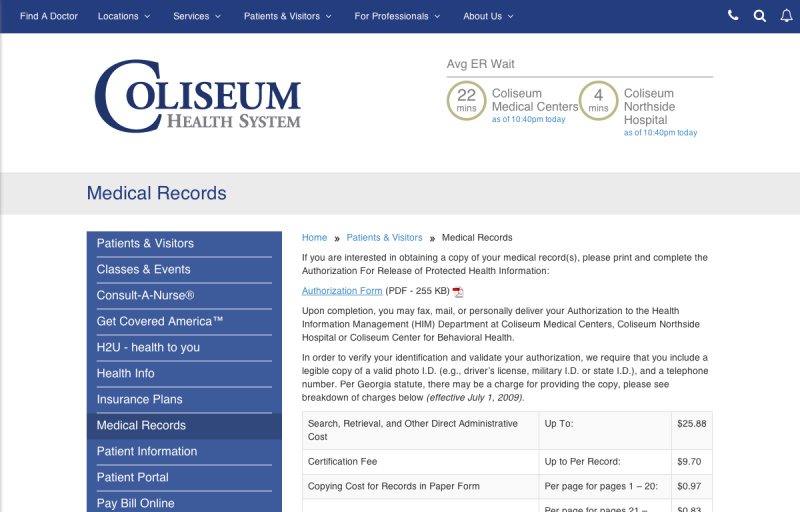 Find A Doctor Locations Services Patients & Visitors For Professionals About Us
COLISEUM
HEALTH SYSTEM
Avg ER Wait
22
mins
Coliseum
Medical Centers
as of 10:40pm today
4
mins
Coliseum
Northside
Hospital
as of 10:40pm today
Medical Records
Patients & Visitors
Classes & Events
Consult-A-Nurse®
Get Covered America™
H2U - health to you
Health Info
Insurance Plans
Medical Records
Patient Information
Patient Portal
Pay Bill Online
Home » Patients & Visitors » Medical Records
If you are interested in obtaining a copy of your medical record(s), please print and complete the
Authorization For Release of Protected Health Information:
Authorization Form (PDF - 255 KB)
Upon completion, you may fax, mail, or personally deliver your Authorization to the Health
Information Management (HIM) Department at Coliseum Medical Centers, Coliseum Northside
Hospital or Coliseum Center for Behavioral Health.
In order to verify your identification and validate your authorization, we require that you include a
legible copy of a valid photo I.D. (e.g., driver's license, military I.D. or state I.D.), and a telephone
number. Per Georgia statute, there may be a charge for providing the copy, please see
breakdown of charges below (effective July 1, 2009).
Search, Retrieval, and Other Direct Administrative Up To: $25.88
Cost
Certification Fee Up to Per Record: $9.70
Copying Cost for Records in Paper Form Per page for pages 1 – 20: $0.97
Per page for pages 21 – $0.83